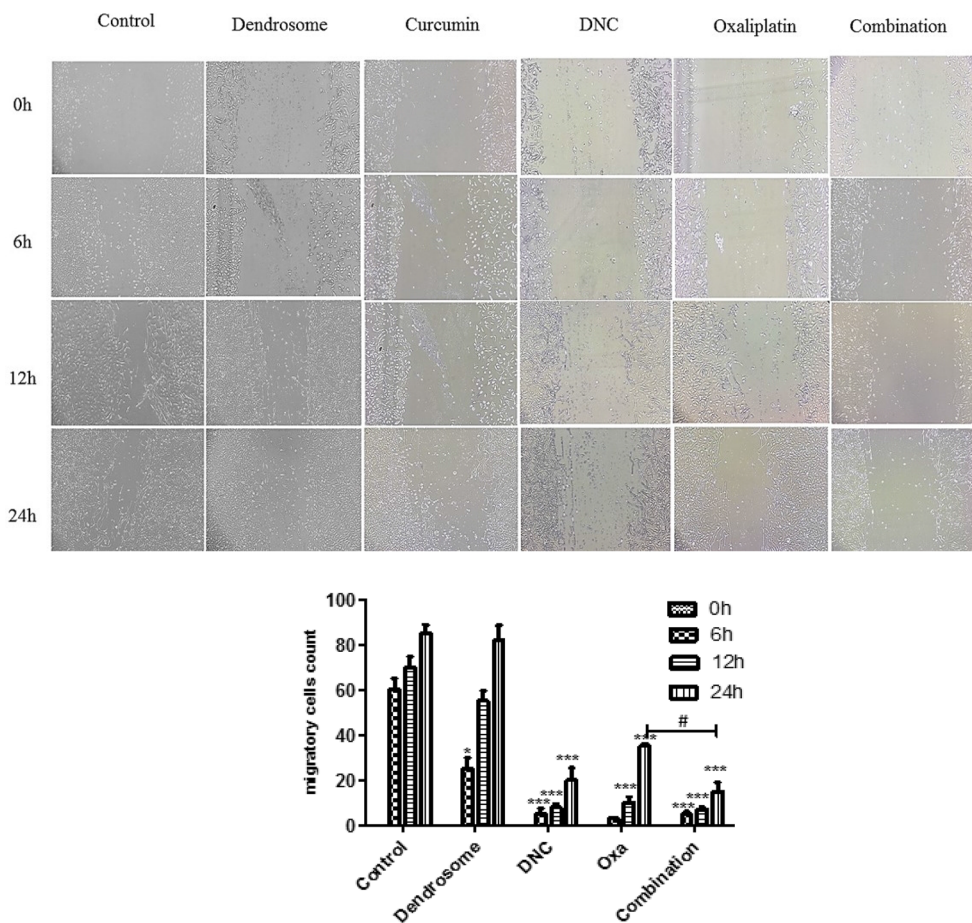 Control Dendrosome Curcumin DNC Oxaliplatin Combination
0h
6h
12h
24h
100
80
60
40
20
0
migratory cells count
0h
6h
12h
24h
#
*
***
***
***
***
***
***
***
***
Control
Dendrosome
DNC
Oxa
Combination